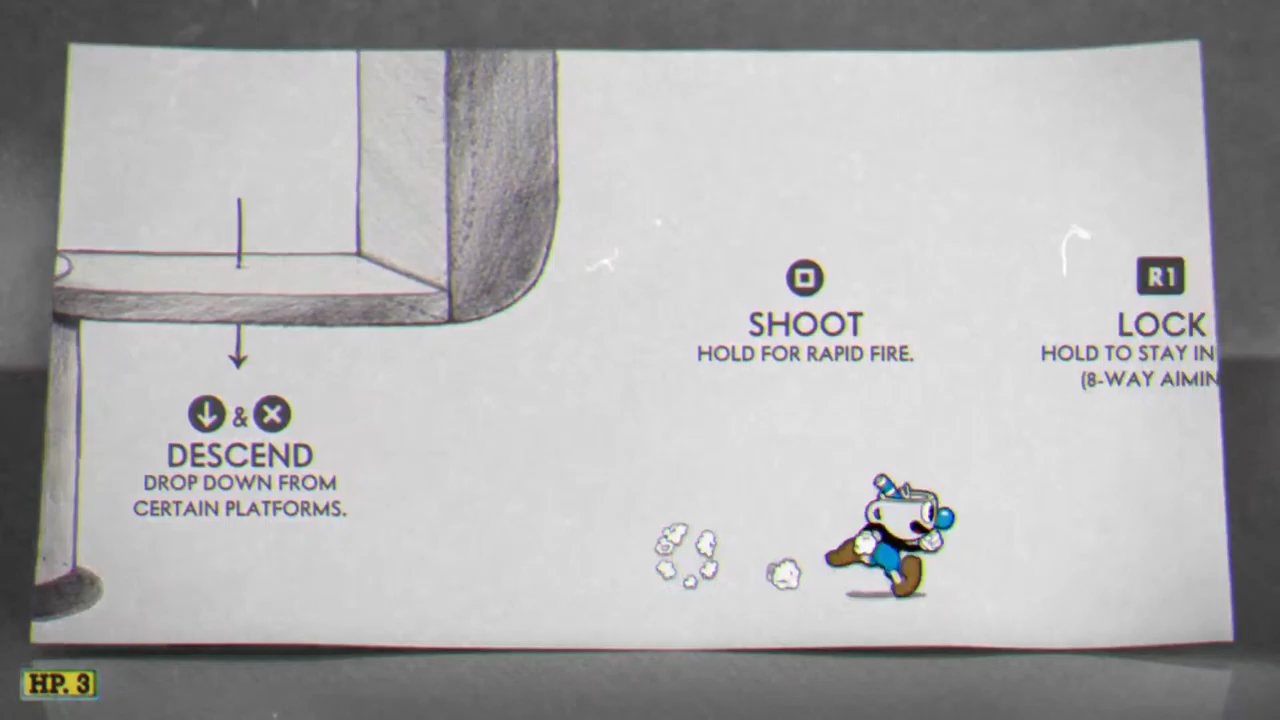 &
DESCEND
DROP DOWN FROM
CERTAIN PLATFORMS.
SHOOT
HOLD FOR RAPID FIRE.
R1
LOCK
HOLD TO STAY IN
(8-WAY AIMIN
HP. 3